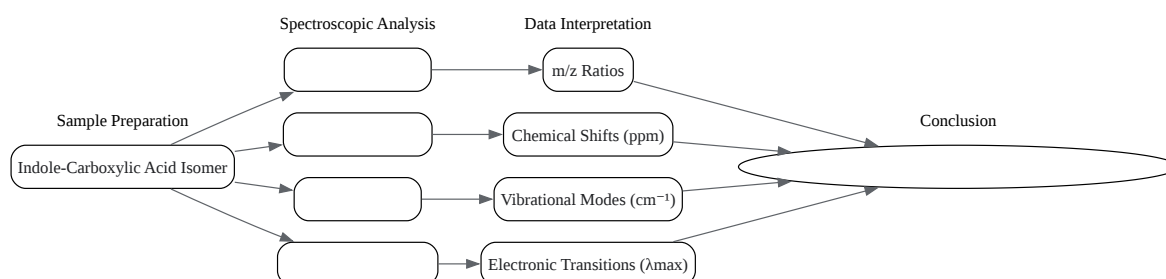 Spectroscopic Analysis
Data Interpretation
m/z Ratios
Sample Preparation
Conclusion
Chemical Shifts (ppm)
Indole-Carboxylic Acid Isomer
Vibrational Modes (cm⁻¹)
Electronic Transitions (λmax)